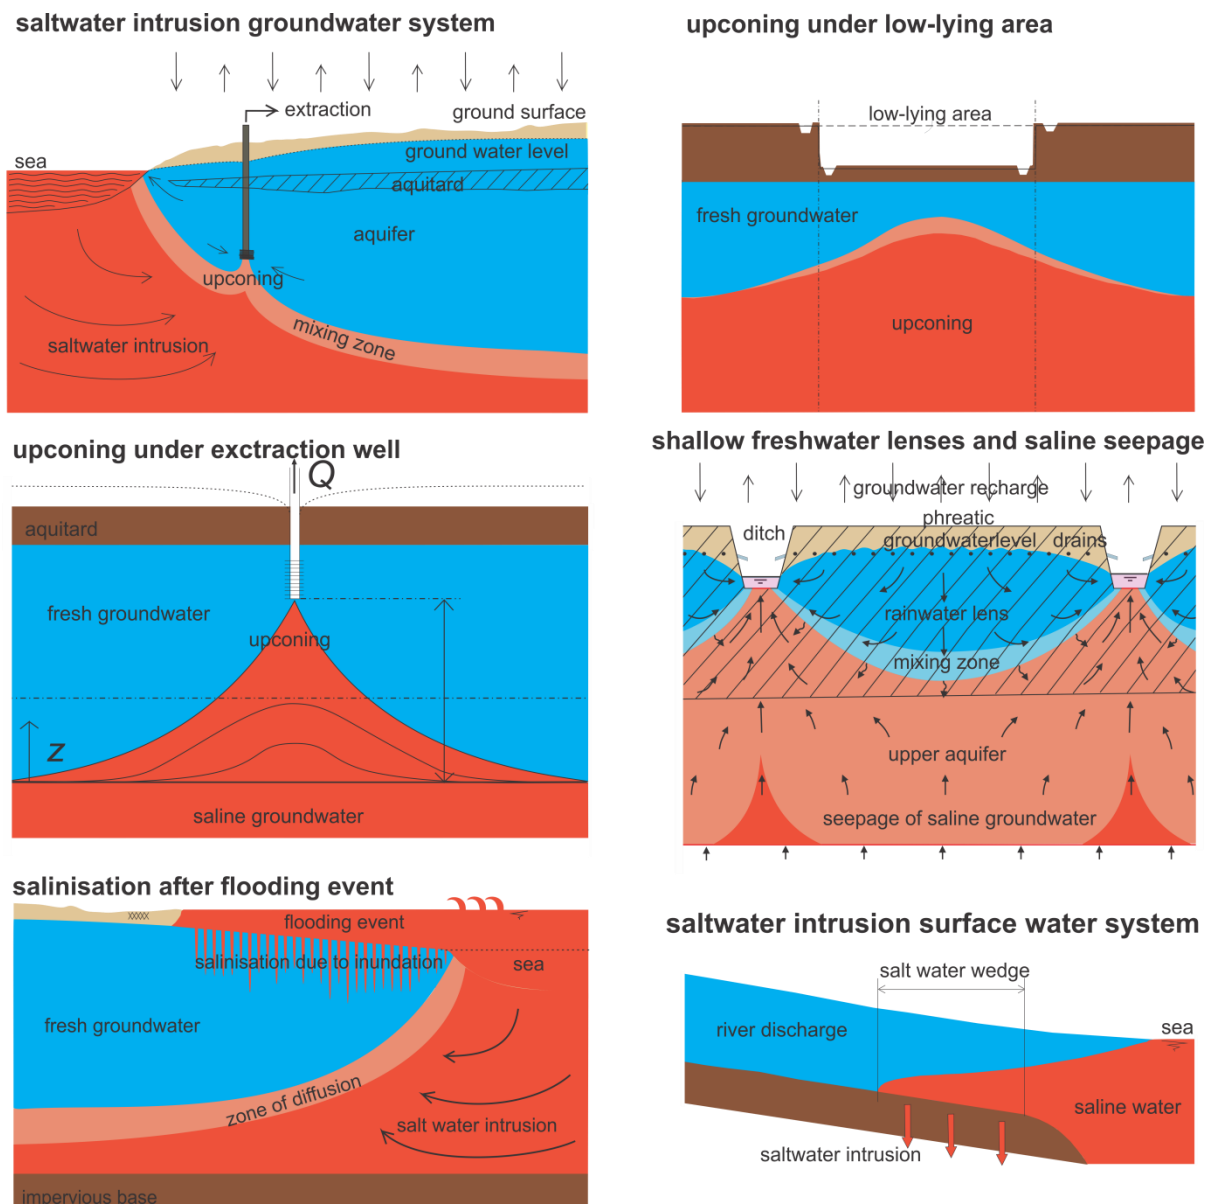 saltwater intrusion groundwater system
extraction
ground surface
sea
ground water level
aquitard
aquifer
upconing
mixing zone
saltwater intrusion
upconing under low-lying area
low-lying area
fresh groundwater
upconing
upconing under exctraction well
Q
aquitard
fresh groundwater
upconing
z
saline groundwater
shallow freshwater lenses and saline seepage
groundwater recharge
phreatic
ditch
groundwaterlevel
drains
rainwater lens
mixing zone
upper aquifer
seepage of saline groundwater
salinisation after flooding event
flooding event
salinisation due to inundation
sea
fresh groundwater
zone of diffusion
salt water intrusion
impervious base
saltwater intrusion surface water system
salt water wedge
river discharge
sea
saline water
saltwater intrusion